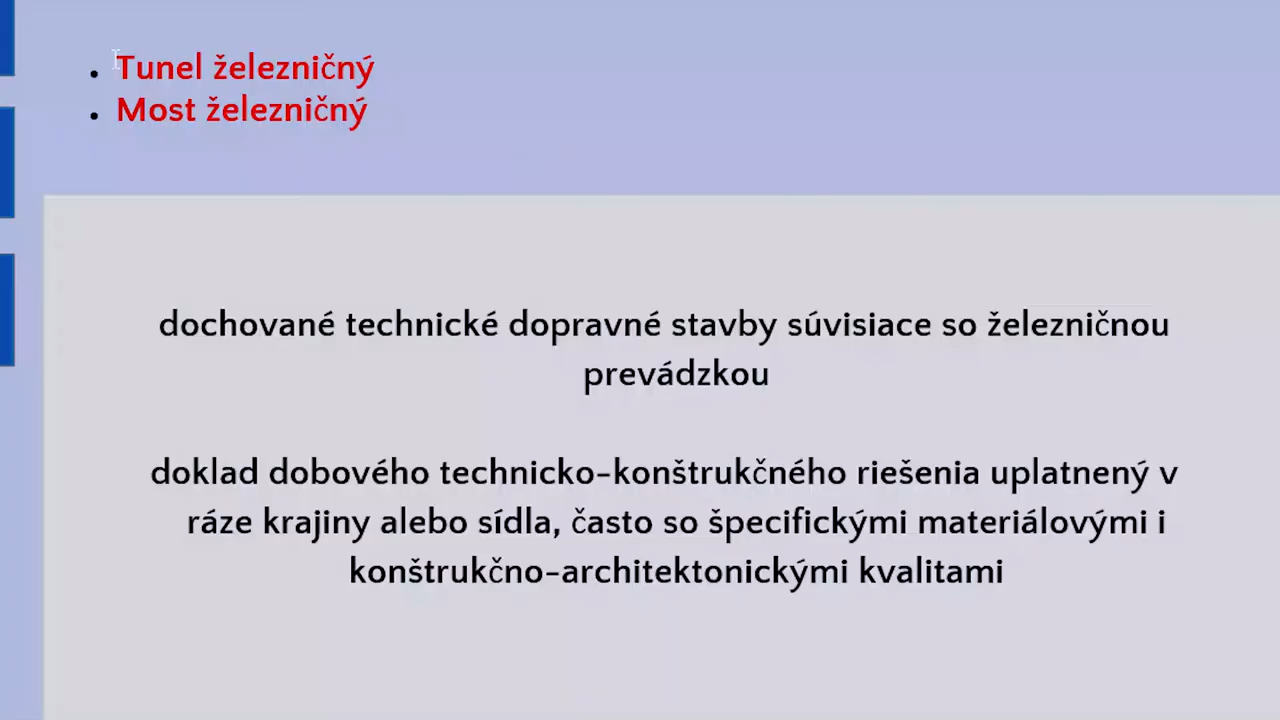 • Tunel železničný
• Most železničný
dochované technické dopravné stavby súvisiace so železničnou
prevádzkou
doklad dobového technicko-konštrukčného riešenia uplatnený v
ráze krajiny alebo sídla, často so špecifickými materiálovými i
konštrukčno-architektonickými kvalitami